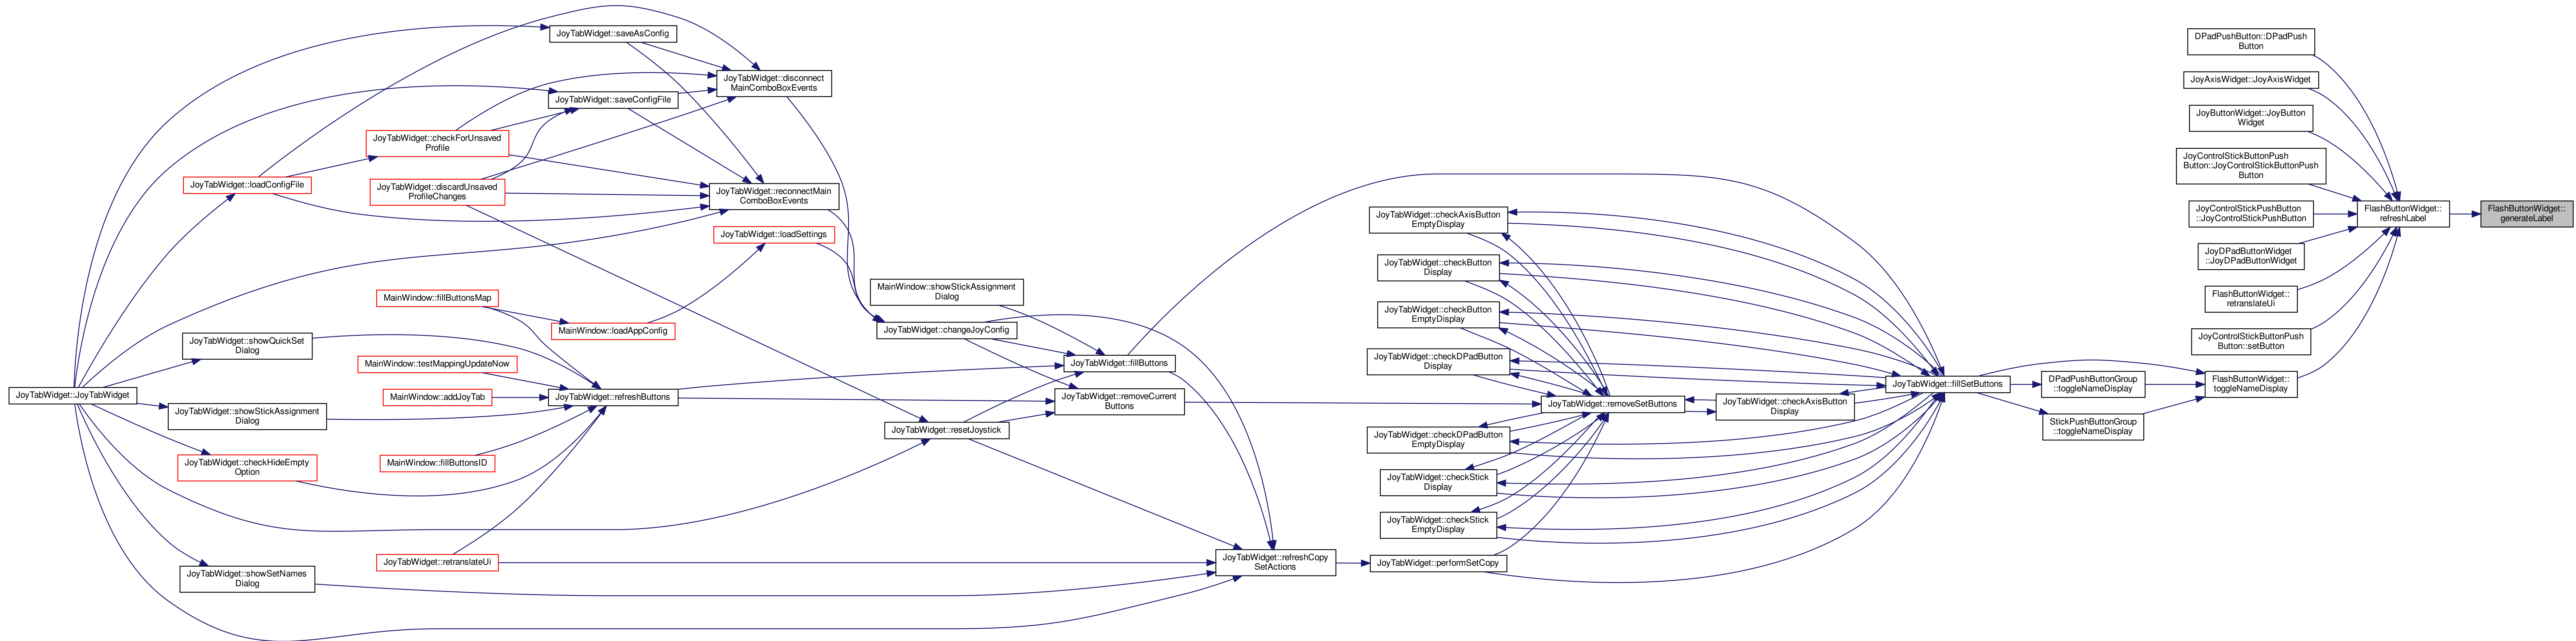 JoyTabWidget::JoyTabWidget
JoyTabWidget::loadConfigFile
JoyTabWidget::showQuickSet
Dialog
JoyTabWidget::showStickAssignment
Dialog
JoyTabWidget::checkHideEmpty
Option
JoyTabWidget::showSetNames
Dialog
JoyTabWidget::checkForUnsaved
Profile
JoyTabWidget::discardUnsaved
ProfileChanges
MainWindow::fillButtonsMap
MainWindow::testMappingUpdateNow
MainWindow::addJoyTab
MainWindow::fillButtonsID
JoyTabWidget::retranslateUi
JoyTabWidget::saveAsConfig
JoyTabWidget::saveConfigFile
MainWindow::loadAppConfig
JoyTabWidget::refreshButtons
JoyTabWidget::disconnect
MainComboBoxEvents
JoyTabWidget::reconnectMain
ComboBoxEvents
JoyTabWidget::loadSettings
MainWindow::showStickAssignment
Dialog
JoyTabWidget::changeJoyConfig
JoyTabWidget::resetJoystick
JoyTabWidget::fillButtons
JoyTabWidget::removeCurrent
Buttons
JoyTabWidget::refreshCopy
SetActions
JoyTabWidget::checkAxisButton
EmptyDisplay
JoyTabWidget::checkButton
Display
JoyTabWidget::checkButton
EmptyDisplay
JoyTabWidget::checkDPadButton
Display
JoyTabWidget::checkDPadButton
EmptyDisplay
JoyTabWidget::checkStick
Display
JoyTabWidget::checkStick
EmptyDisplay
JoyTabWidget::performSetCopy
JoyTabWidget::removeSetButtons
JoyTabWidget::checkAxisButton
Display
JoyTabWidget::fillSetButtons
DPadPushButtonGroup
::toggleNameDisplay
StickPushButtonGroup
::toggleNameDisplay
DPadPushButton::DPadPush
Button
JoyAxisWidget::JoyAxisWidget
JoyButtonWidget::JoyButton
Widget
JoyControlStickButtonPush
Button::JoyControlStickButtonPush
Button
JoyControlStickPushButton
::JoyControlStickPushButton
JoyDPadButtonWidget
::JoyDPadButtonWidget
FlashButtonWidget::
retranslateUi
JoyControlStickButtonPush
Button::setButton
FlashButtonWidget::
toggleNameDisplay
FlashButtonWidget::
refreshLabel
FlashButtonWidget::
generateLabel